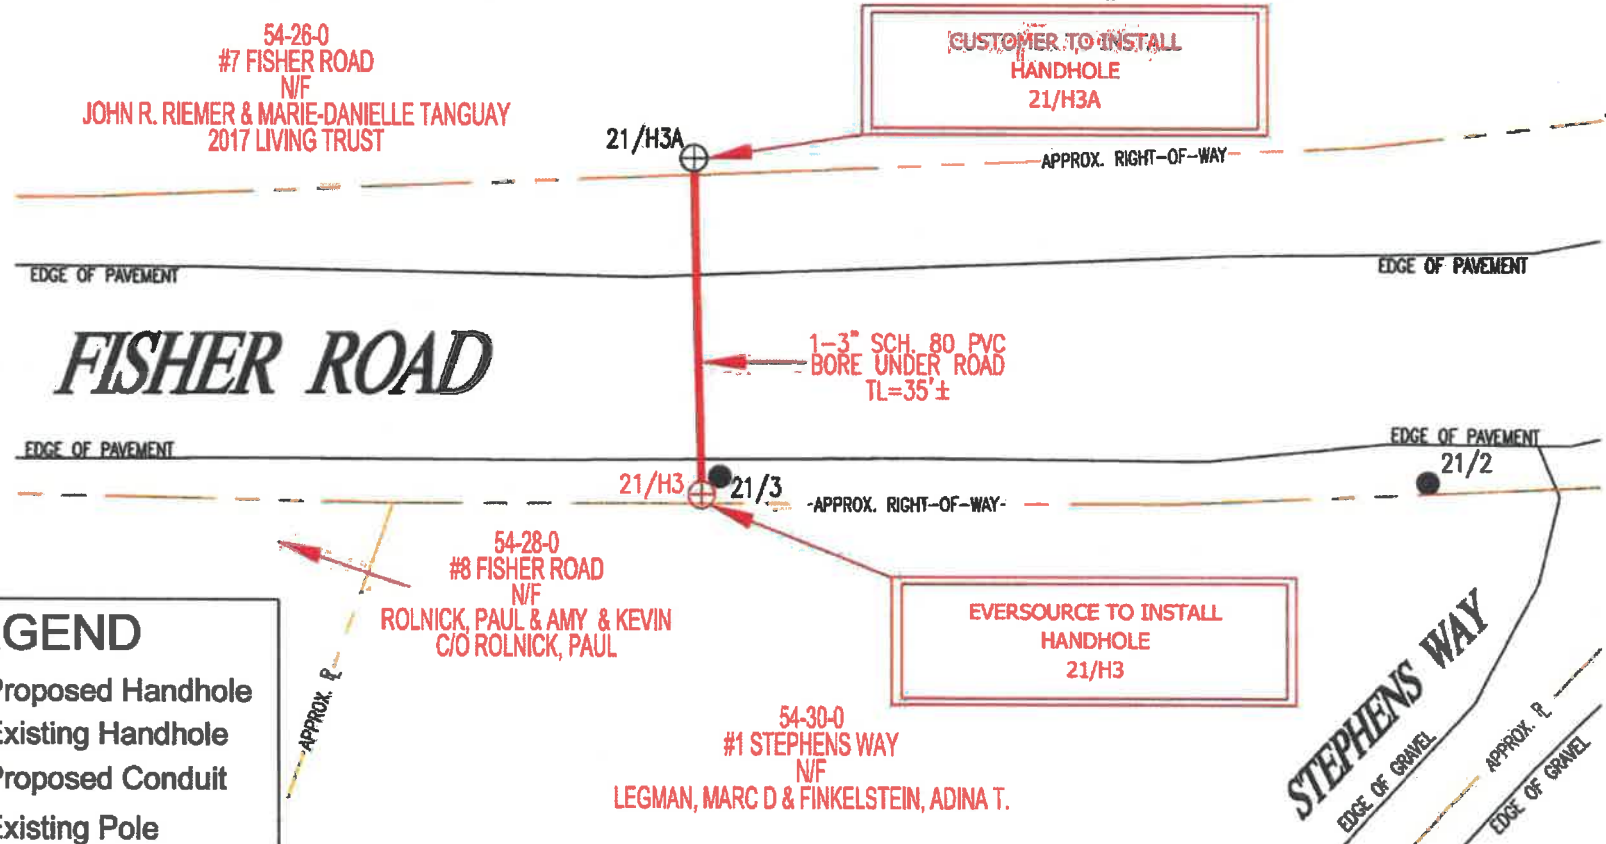 54-26-0
#7 FISHER ROAD
N/F
JOHN R. RIEMER & MARIE-DANIELLE TANGUAY
2017 LIVING TRUST
CUSTOMER TO INSTALL
HANDHOLE
21/H3A
21/H3A
APPROX. RIGHT-OF-WAY
EDGE OF PAVEMENT
EDGE OF PAVEMENT
FISHER ROAD
1-3" SCH. 80 PVC
BORE UNDER ROAD
TL=35'±
EDGE OF PAVEMENT
EDGE OF PAVEMENT
21/2
21/H3
21/3
APPROX. RIGHT-OF-WAY
54-28-0
#8 FISHER ROAD
N/F
ROLNICK, PAUL & AMY & KEVIN
C/O ROLNICK, PAUL
EVERSOURCE TO INSTALL
HANDHOLE
21/H3
GEND
Proposed Handhole
Existing Handhole
Proposed Conduit
Existing Pole
APPROX. PL
54-30-0
#1 STEPHENS WAY
N/F
LEGMAN, MARC D & FINKELSTEIN, ADINA T.
STEPHENS WAY
EDGE OF GRAVEL
APPROX. PL
EDGE OF GRAVEL